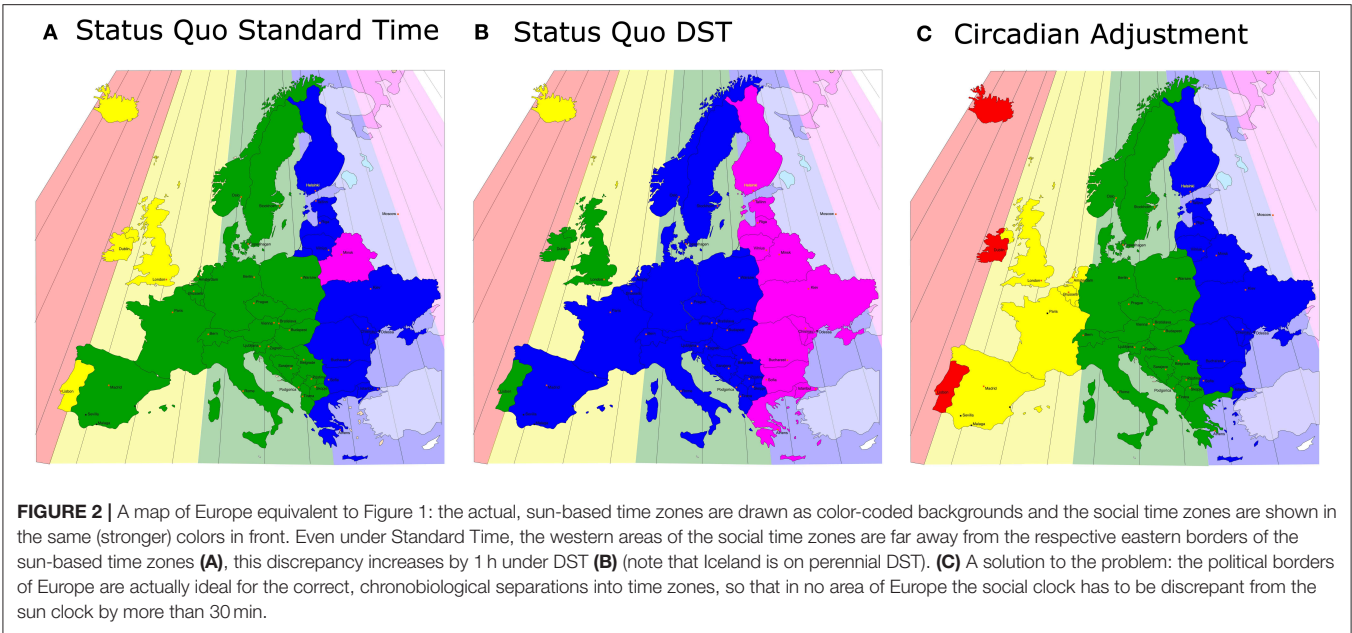 A Status Quo Standard Time
B Status Quo DST
C Circadian Adjustment
Helsinki
Moscow
Dublin
London
Paris
Prague
Lisbon
Madrid
Sevilla
Helsinki
Moscow
Helsinki
Moscow
Paris
Prague
Madrid
Sevilla
Malaga
FIGURE 2 | A map of Europe equivalent to Figure 1: the actual, sun-based time zones are drawn as color-coded backgrounds and the social time zones are shown in
the same (stronger) colors in front. Even under Standard Time, the western areas of the social time zones are far away from the respective eastern borders of the
sun-based time zones (A), this discrepancy increases by 1 h under DST (B) (note that Iceland is on perennial DST). (C) A solution to the problem: the political borders
of Europe are actually ideal for the correct, chronobiological separations into time zones, so that in no area of Europe the social clock has to be discrepant from the
sun clock by more than 30 min.